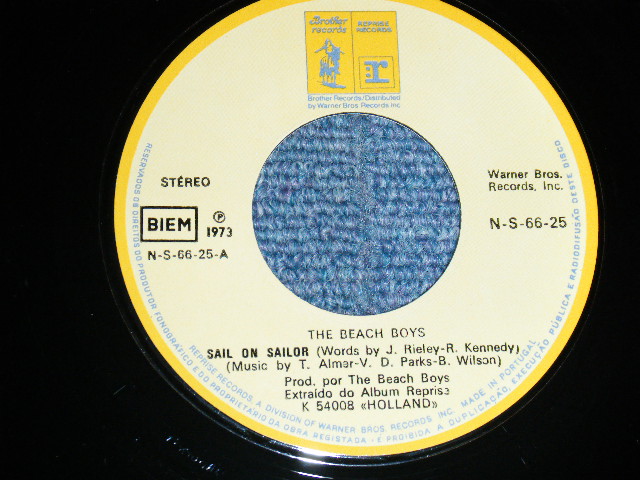 Brother
records
REPRISE
RECORDS
r
Brother Records/Distributed
by Warner Bros Records Inc
STÉREO
Warner Bros.
Records, Inc.
BIEM
℗
1973
N-S-66-25
N-S-66-25-A
THE BEACH BOYS
SAIL ON SAILOR (Words by J. Rieley-R. Kennedy)
(Music by T. Almer-V. D. Parks-B. Wilson)
Prod. por The Beach Boys
Extraído do Album Reprise
K 54008 «HOLLAND»
RESERVADOS OS DIREITOS DO PRODUTOR FONOGRÁFICO E DO PROPRIETÁRIO DA OBRA REGISTADA — É PROIBIDA A DUPLICAÇÃO, EXECUÇÃO PÚBLICA E RADIODIFUSÃO DESTE DISCO
REPRISE RECORDS, A DIVISION OF WARNER BROS. RECORDS, INC. MADE IN PORTUGAL